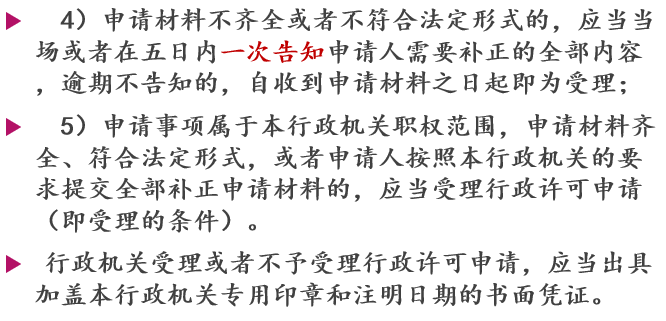 4）申请材料不齐全或者不符合法定形式的，应当当
场或者在五日内一次告知申请人需要补正的全部内容
，逾期不告知的，自收到申请材料之日起即为受理；
5）申请事项属于本行政机关职权范围，申请材料齐
全、符合法定形式，或者申请人按照本行政机关的要
求提交全部补正申请材料的，应当受理行政许可申请
（即受理的条件）。
行政机关受理或者不予受理行政许可申请，应当出具
加盖本行政机关专用印章和注明日期的书面凭证。